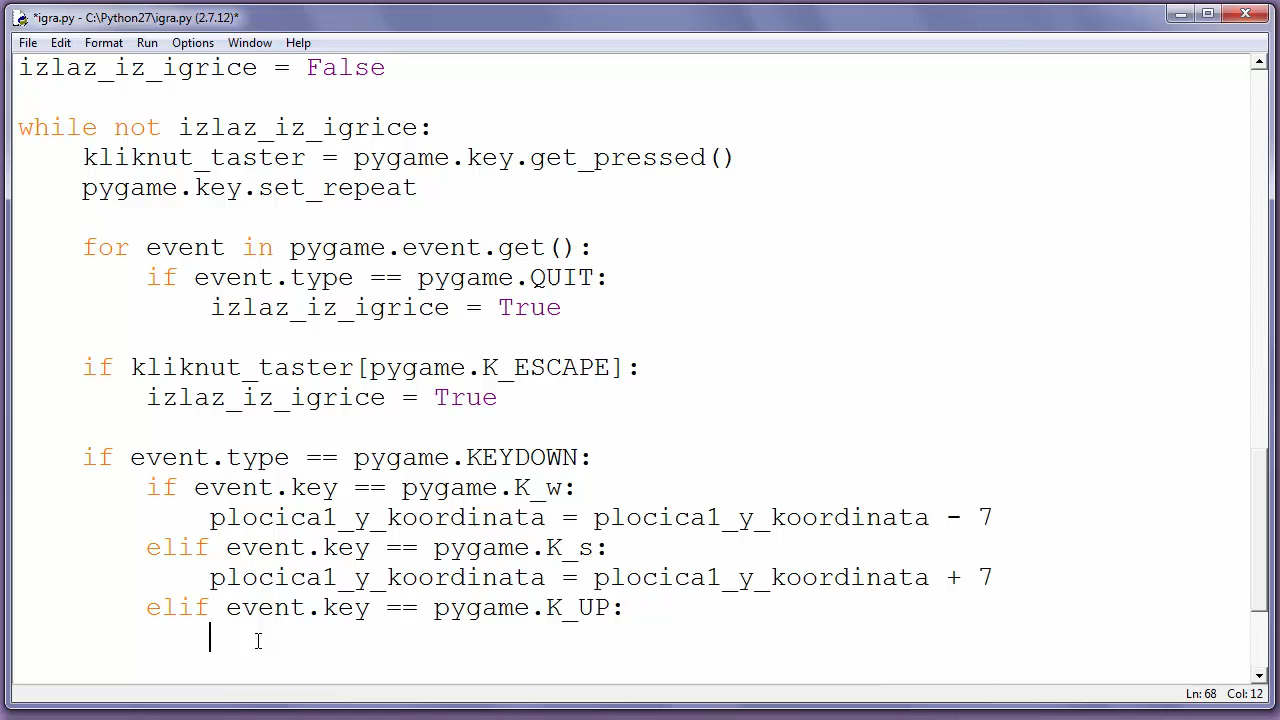 *igra.py - C:\Python27\igra.py (2.7.12)*
File Edit Format Run Options Window Help
izlaz_iz_igrice = False
while not izlaz_iz_igrice:
    kliknut_taster = pygame.key.get_pressed()
    pygame.key.set_repeat
    for event in pygame.event.get():
        if event.type == pygame.QUIT:
            izlaz_iz_igrice = True
    if kliknut_taster[pygame.K_ESCAPE]:
        izlaz_iz_igrice = True
    if event.type == pygame.KEYDOWN:
        if event.key == pygame.K_w:
            plocica1_y_koordinata = plocica1_y_koordinata - 7
        elif event.key == pygame.K_s:
            plocica1_y_koordinata = plocica1_y_koordinata + 7
        elif event.key == pygame.K_UP:
Ln: 68 Col: 12